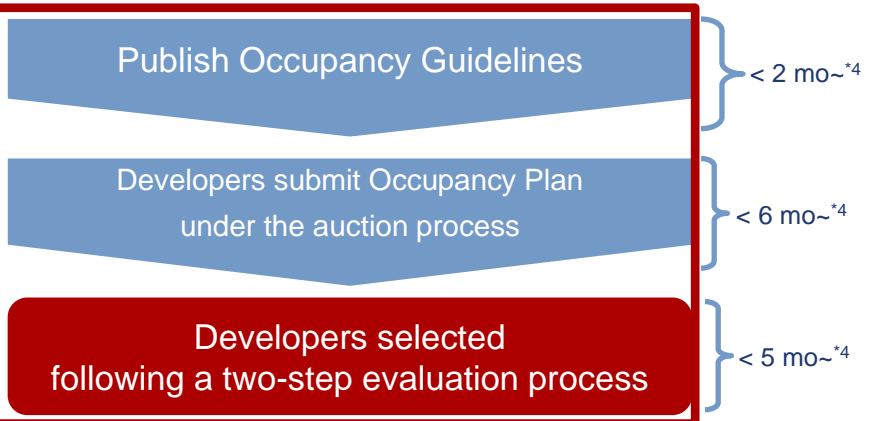 Publish Occupancy Guidelines
< 2 mo~*4
Developers submit Occupancy Plan
under the auction process
< 6 mo~*4
Developers selected
following a two-step evaluation process
< 5 mo~*4